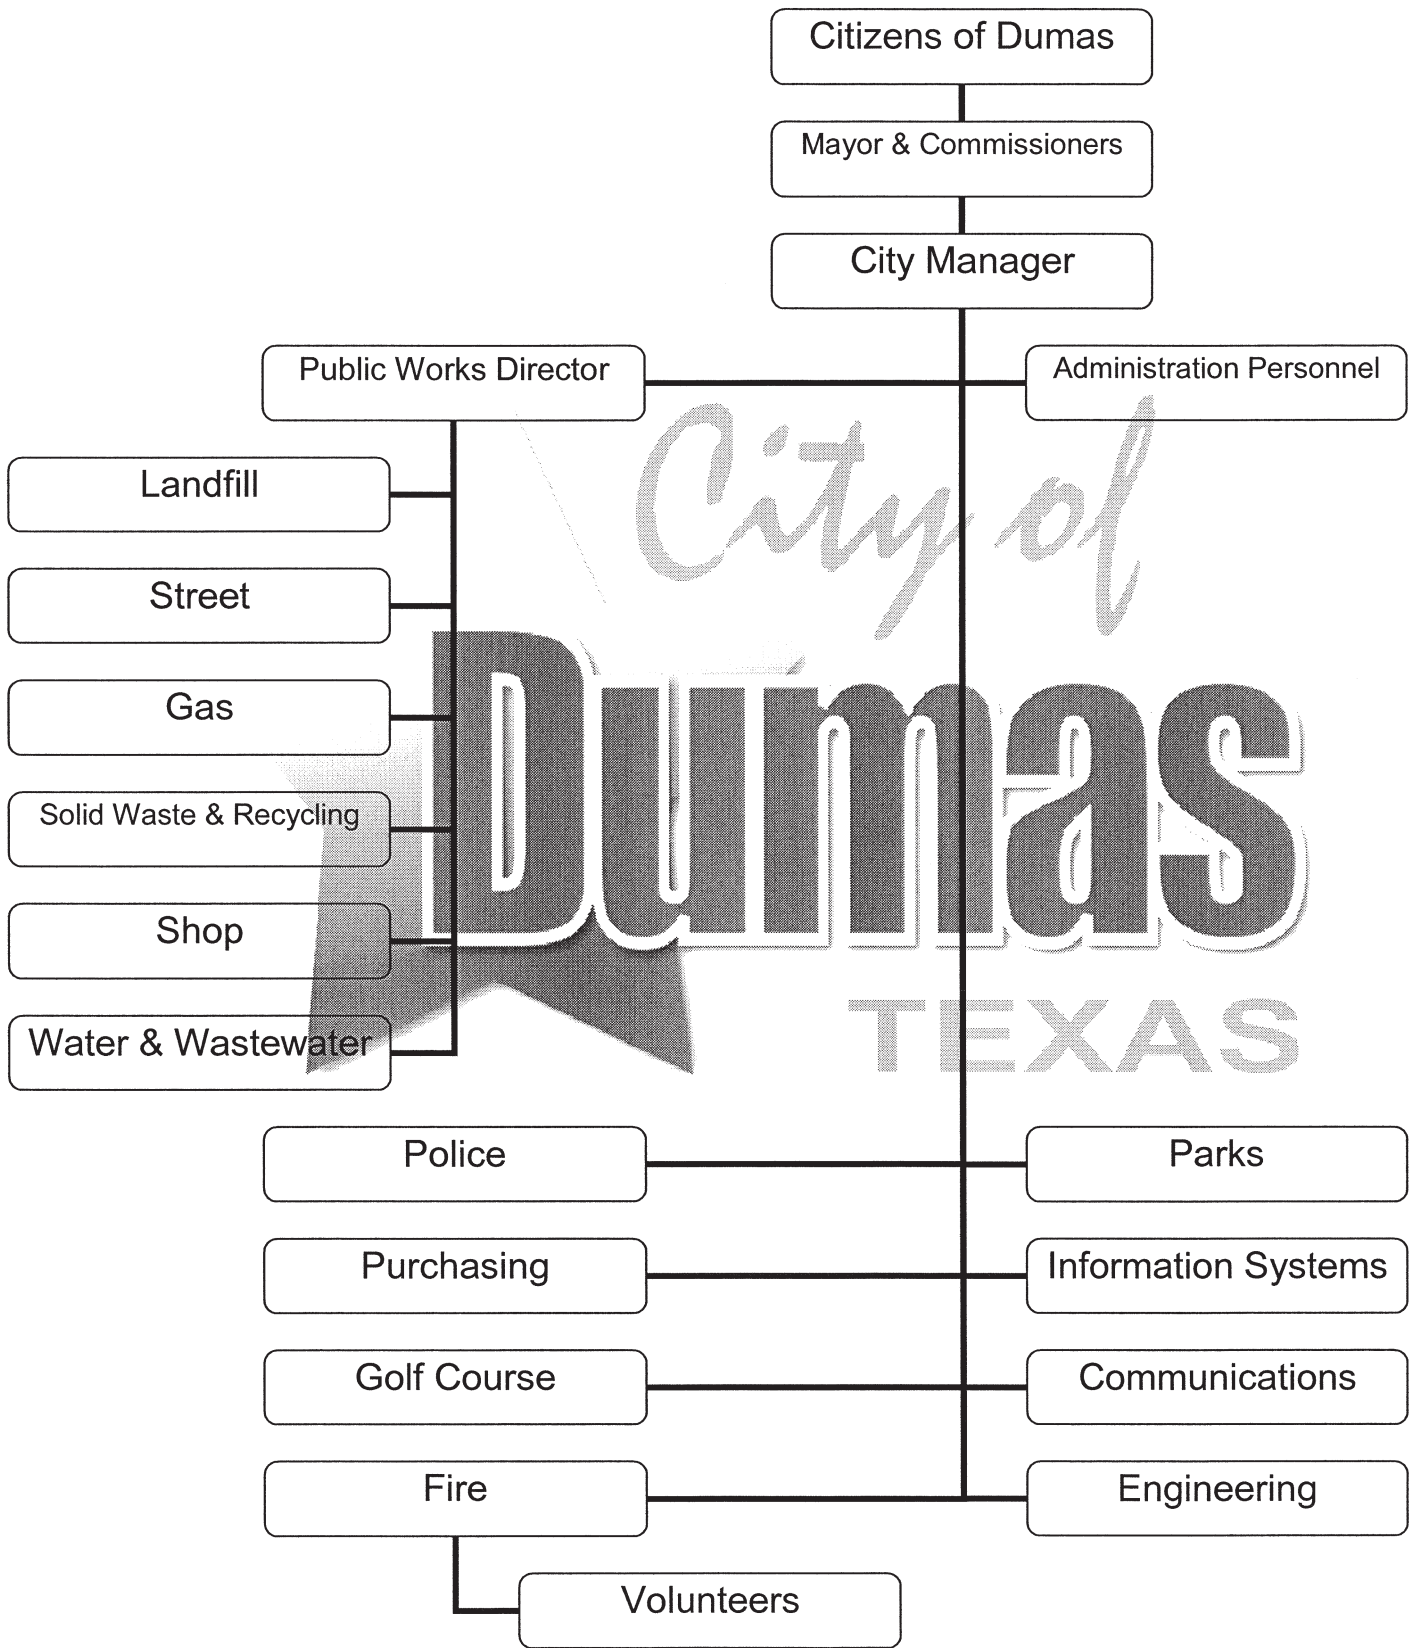 Citizens of Dumas
Mayor & Commissioners
City Manager
Public Works Director
Administration Personnel
City of
Dumas
TEXAS
Landfill
Street
Gas
Solid Waste & Recycling
Shop
Water & Wastewater
Police
Parks
Purchasing
Information Systems
Golf Course
Communications
Fire
Engineering
Volunteers